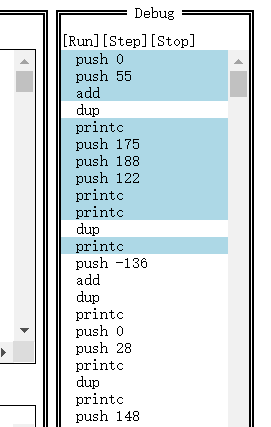 Debug
[Run][Step][Stop]
push 0
push 55
add
dup
printc
push 175
push 188
push 122
printc
printc
dup
printc
push -136
add
dup
printc
push 0
push 28
printc
dup
printc
push 148